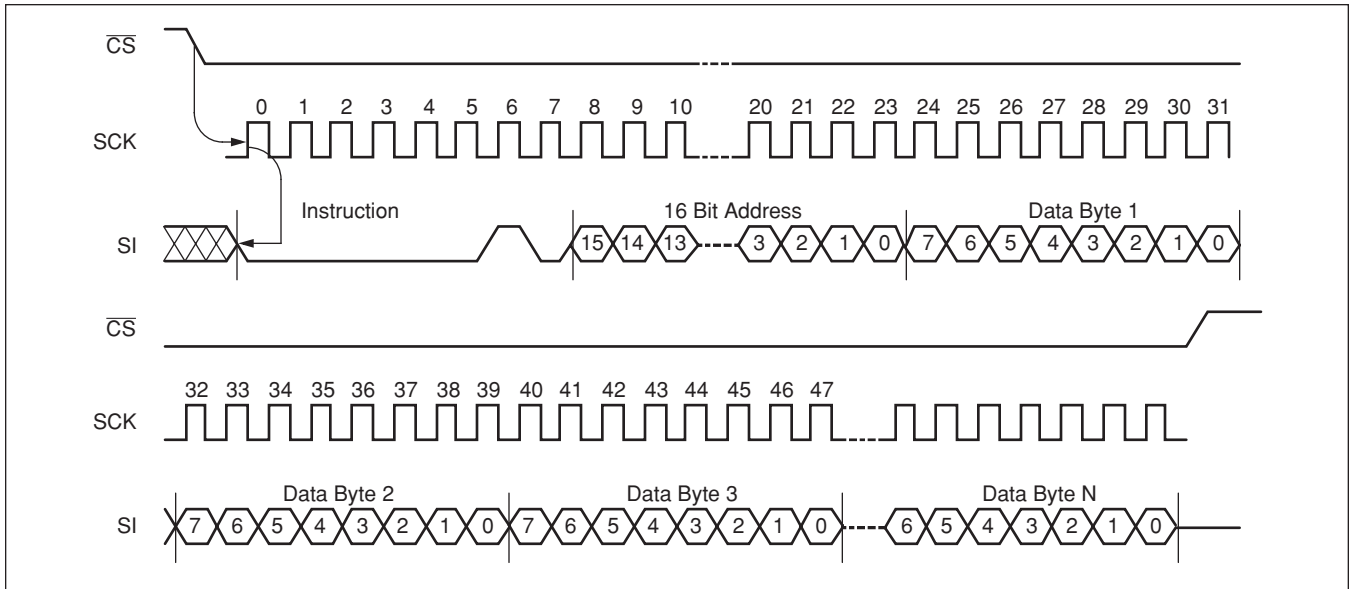 CS
0 1 2 3 4 5 6 7 8 9 10 20 21 22 23 24 25 26 27 28 29 30 31
SCK
Instruction 16 Bit Address Data Byte 1
SI 15 14 13 3 2 1 0 7 6 5 4 3 2 1 0
CS
32 33 34 35 36 37 38 39 40 41 42 43 44 45 46 47
SCK
Data Byte 2 Data Byte 3 Data Byte N
SI 7 6 5 4 3 2 1 0 7 6 5 4 3 2 1 0 6 5 4 3 2 1 0